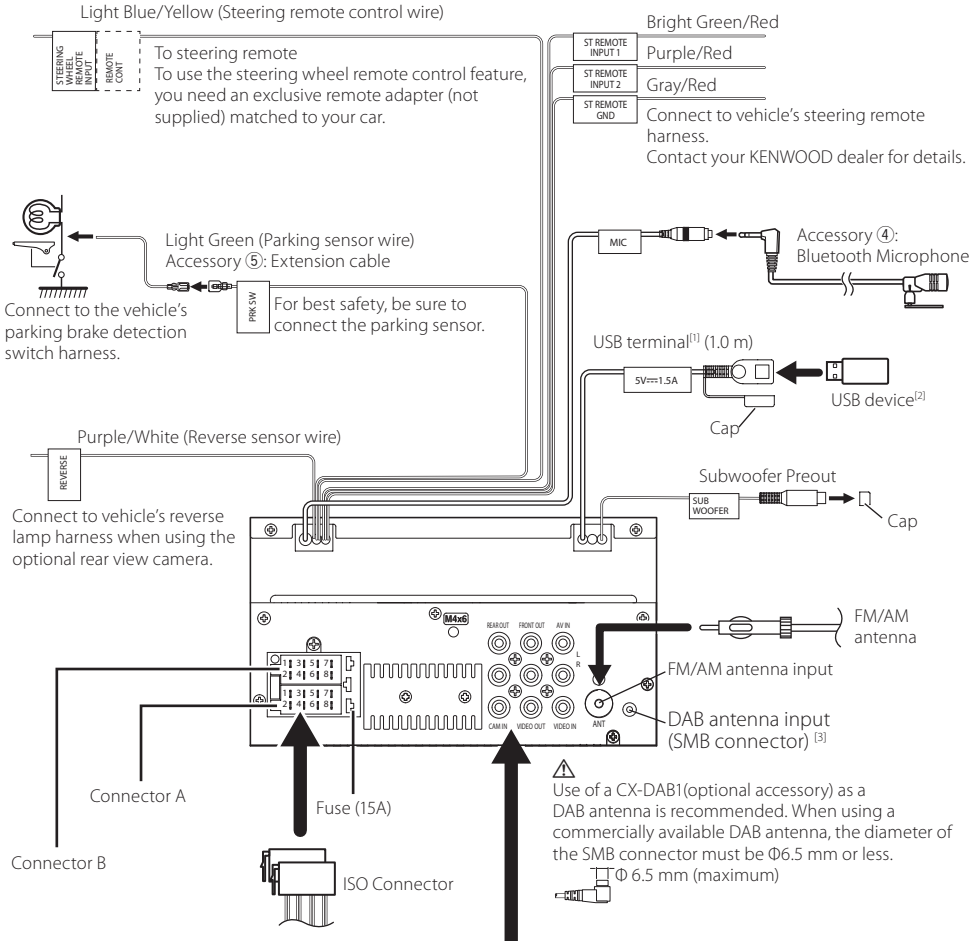 Light Blue/Yellow (Steering remote control wire)
STEERING
WHEEL
REMOTE
INPUT
REMOTE
CONT
To steering remote
To use the steering wheel remote control feature,
you need an exclusive remote adapter (not
supplied) matched to your car.
Bright Green/Red
ST REMOTE
INPUT 1
Purple/Red
ST REMOTE
INPUT 2
Gray/Red
ST REMOTE
GND
Connect to vehicle's steering remote
harness.
Contact your KENWOOD dealer for details.
Light Green (Parking sensor wire)
Accessory ⑤: Extension cable
PRK SW
For best safety, be sure to
connect the parking sensor.
Connect to the vehicle's
parking brake detection
switch harness.
MIC
Accessory ④:
Bluetooth Microphone
USB terminal[1] (1.0 m)
5V⎓1.5A
Cap
USB device[2]
Purple/White (Reverse sensor wire)
REVERSE
Connect to vehicle's reverse
lamp harness when using the
optional rear view camera.
Subwoofer Preout
SUB
WOOFER
Cap
M4x6
REAR OUT FRONT OUT AV IN
L
R
CAM IN VIDEO OUT VIDEO IN
ANT
1 3 5 7
2 4 6 8
1 3 5 7
2 4 6 8
FM/AM
antenna
FM/AM antenna input
DAB antenna input
(SMB connector) [3]
Connector A
Connector B
Fuse (15A)
ISO Connector
Use of a CX-DAB1(optional accessory) as a
DAB antenna is recommended. When using a
commercially available DAB antenna, the diameter of
the SMB connector must be Φ6.5 mm or less.
Φ 6.5 mm (maximum)